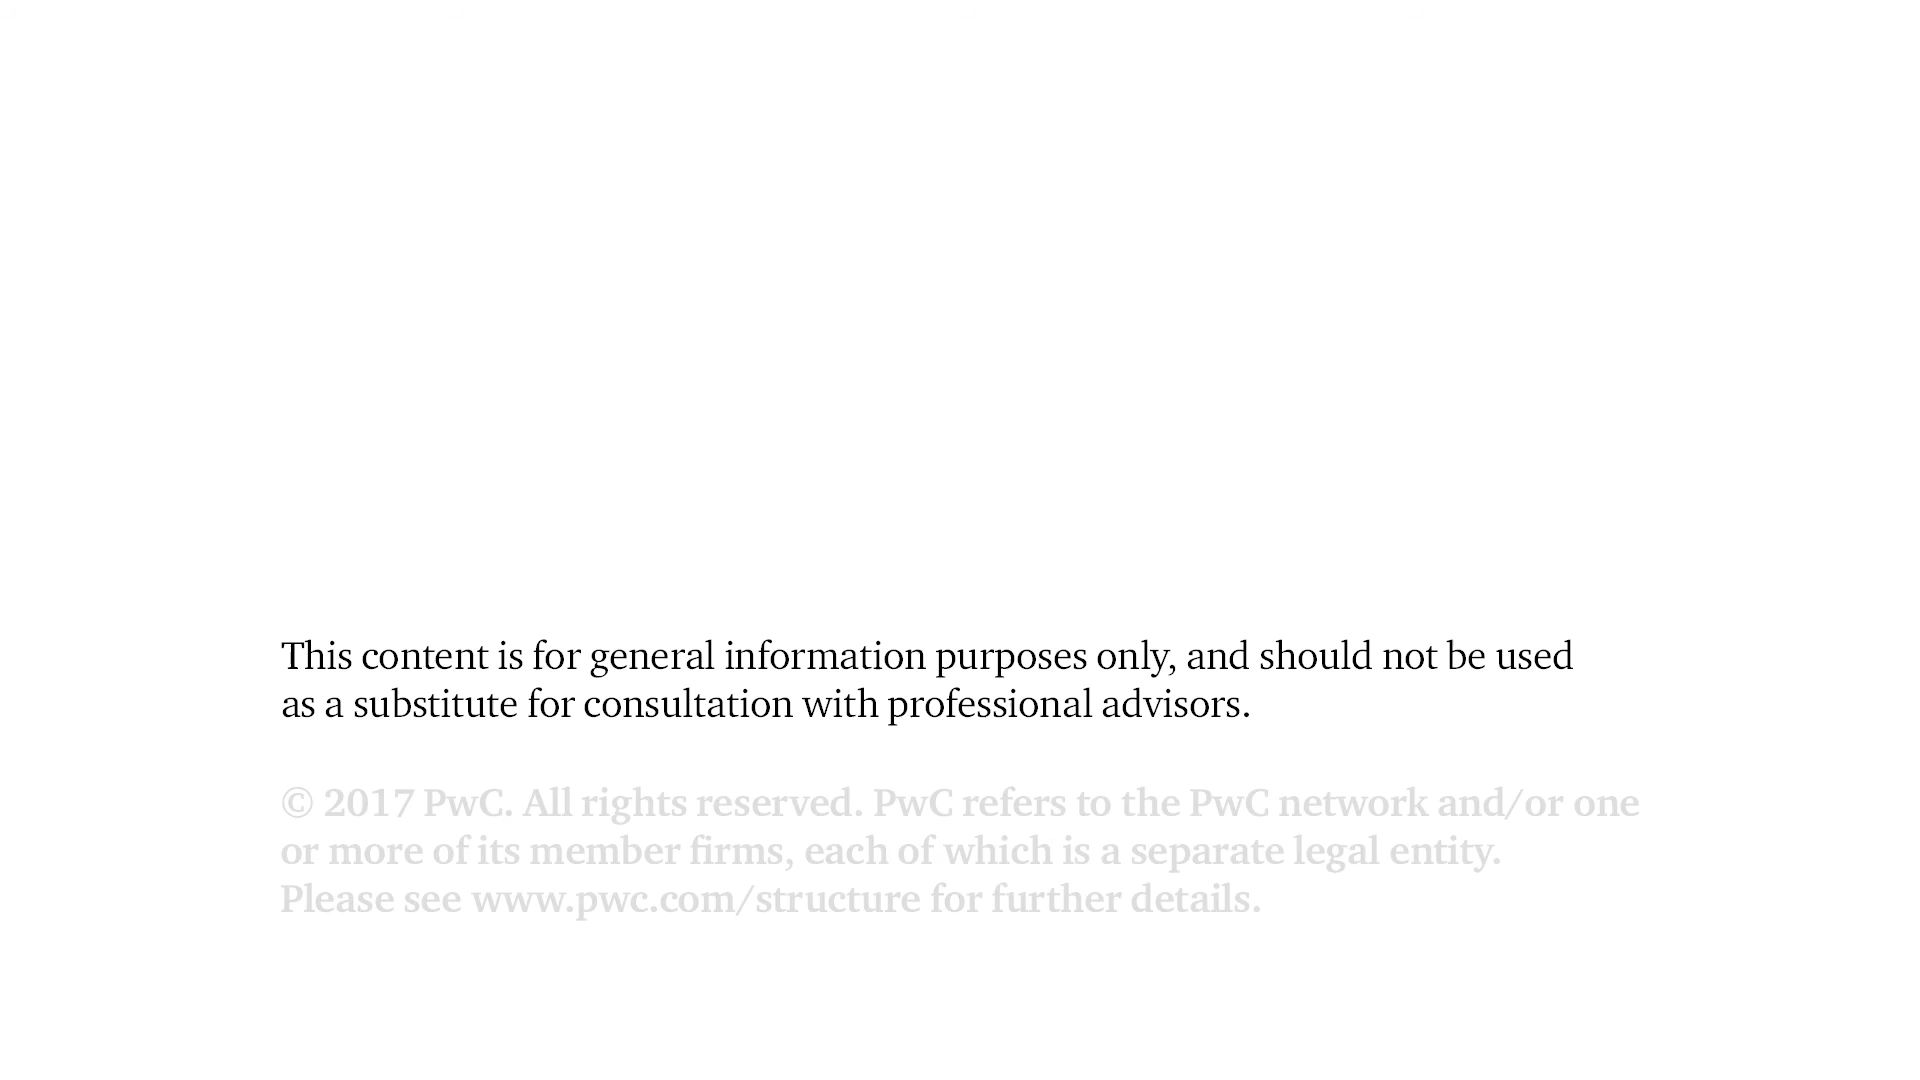 This content is for general information purposes only, and should not be used
as a substitute for consultation with professional advisors.
© 2017 PwC. All rights reserved. PwC refers to the PwC network and/or one
or more of its member firms, each of which is a separate legal entity.
Please see www.pwc.com/structure for further details.